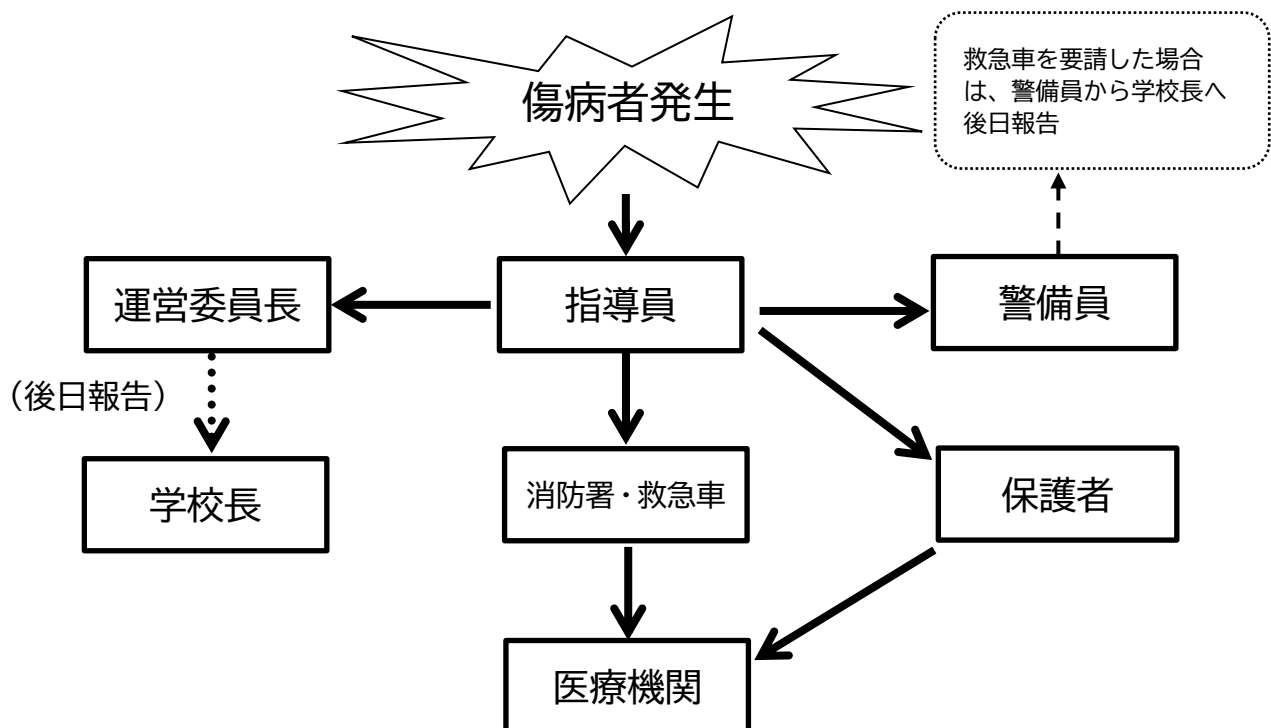 傷病者発生
救急車を要請した場合
は、警備員から学校長へ
後日報告
運営委員長
指導員
警備員
（後日報告）
学校長
消防署・救急車
保護者
医療機関